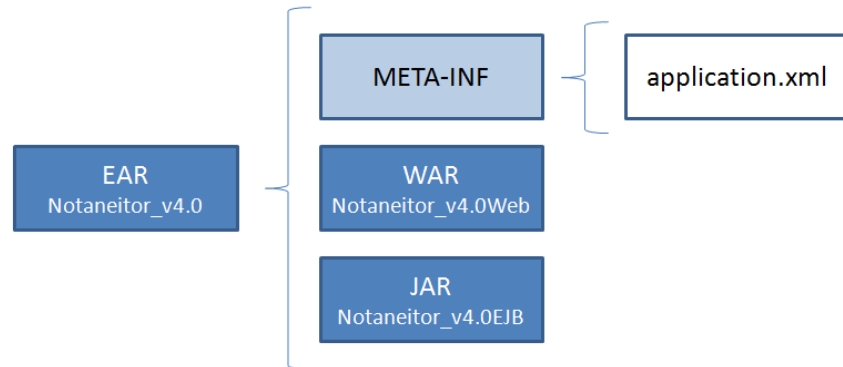 META-INF
application.xml
EAR
Notaneitor_v4.0
WAR
Notaneitor_v4.0Web
JAR
Notaneitor_v4.0EJB